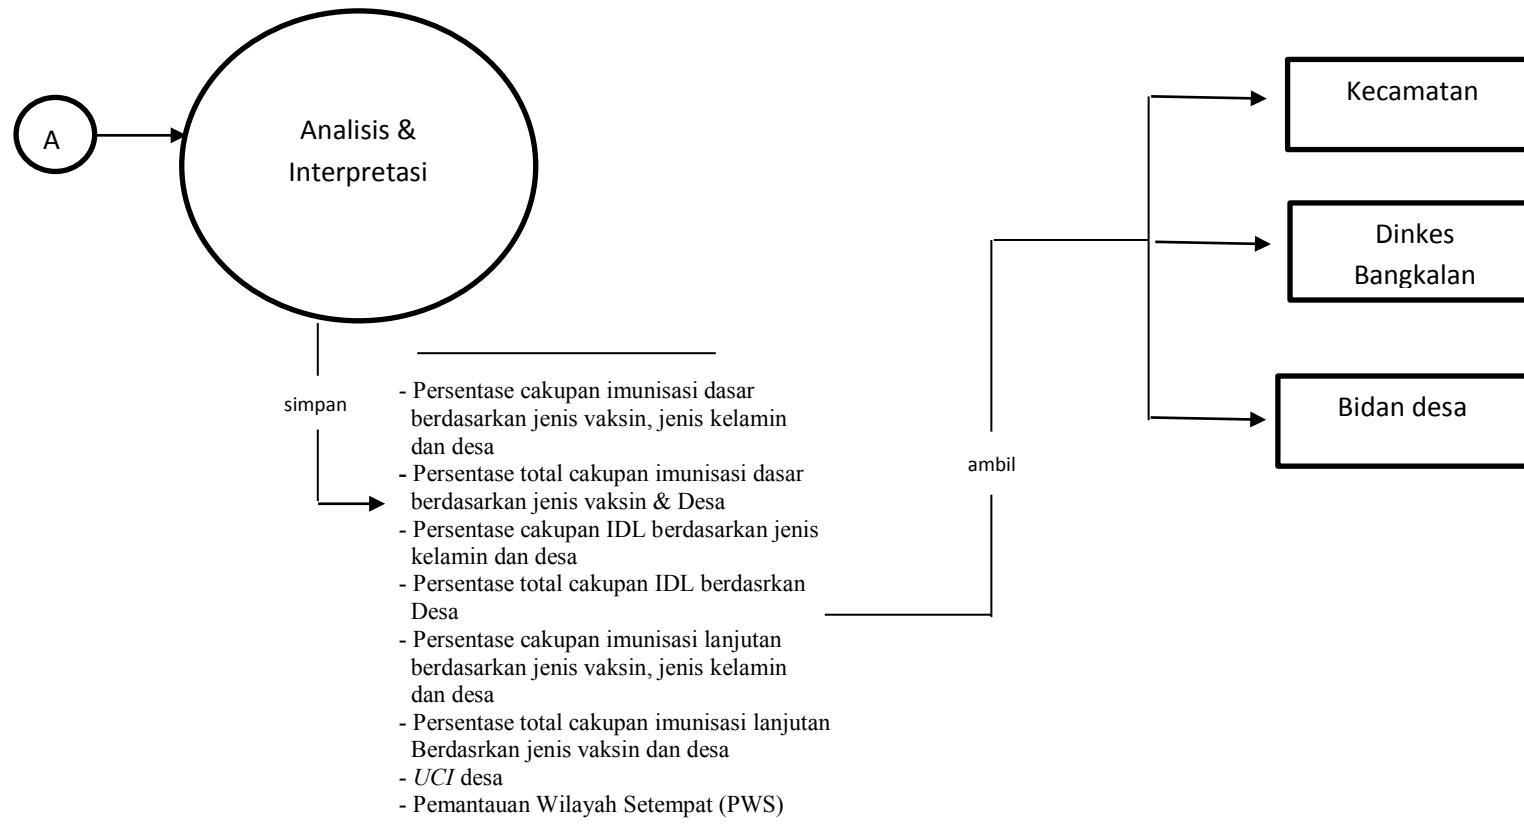 A
Analisis &
Interpretasi
simpan
- Persentase cakupan imunisasi dasar
berdasarkan jenis vaksin, jenis kelamin
dan desa
- Persentase total cakupan imunisasi dasar
berdasarkan jenis vaksin & Desa
- Persentase cakupan IDL berdasarkan jenis
kelamin dan desa
- Persentase total cakupan IDL berdasrkan
Desa
- Persentase cakupan imunisasi lanjutan
berdasarkan jenis vaksin, jenis kelamin
dan desa
- Persentase total cakupan imunisasi lanjutan
Berdasrkan jenis vaksin dan desa
- UCI desa
- Pemantauan Wilayah Setempat (PWS)
ambil
Kecamatan
Dinkes
Bangkalan
Bidan desa